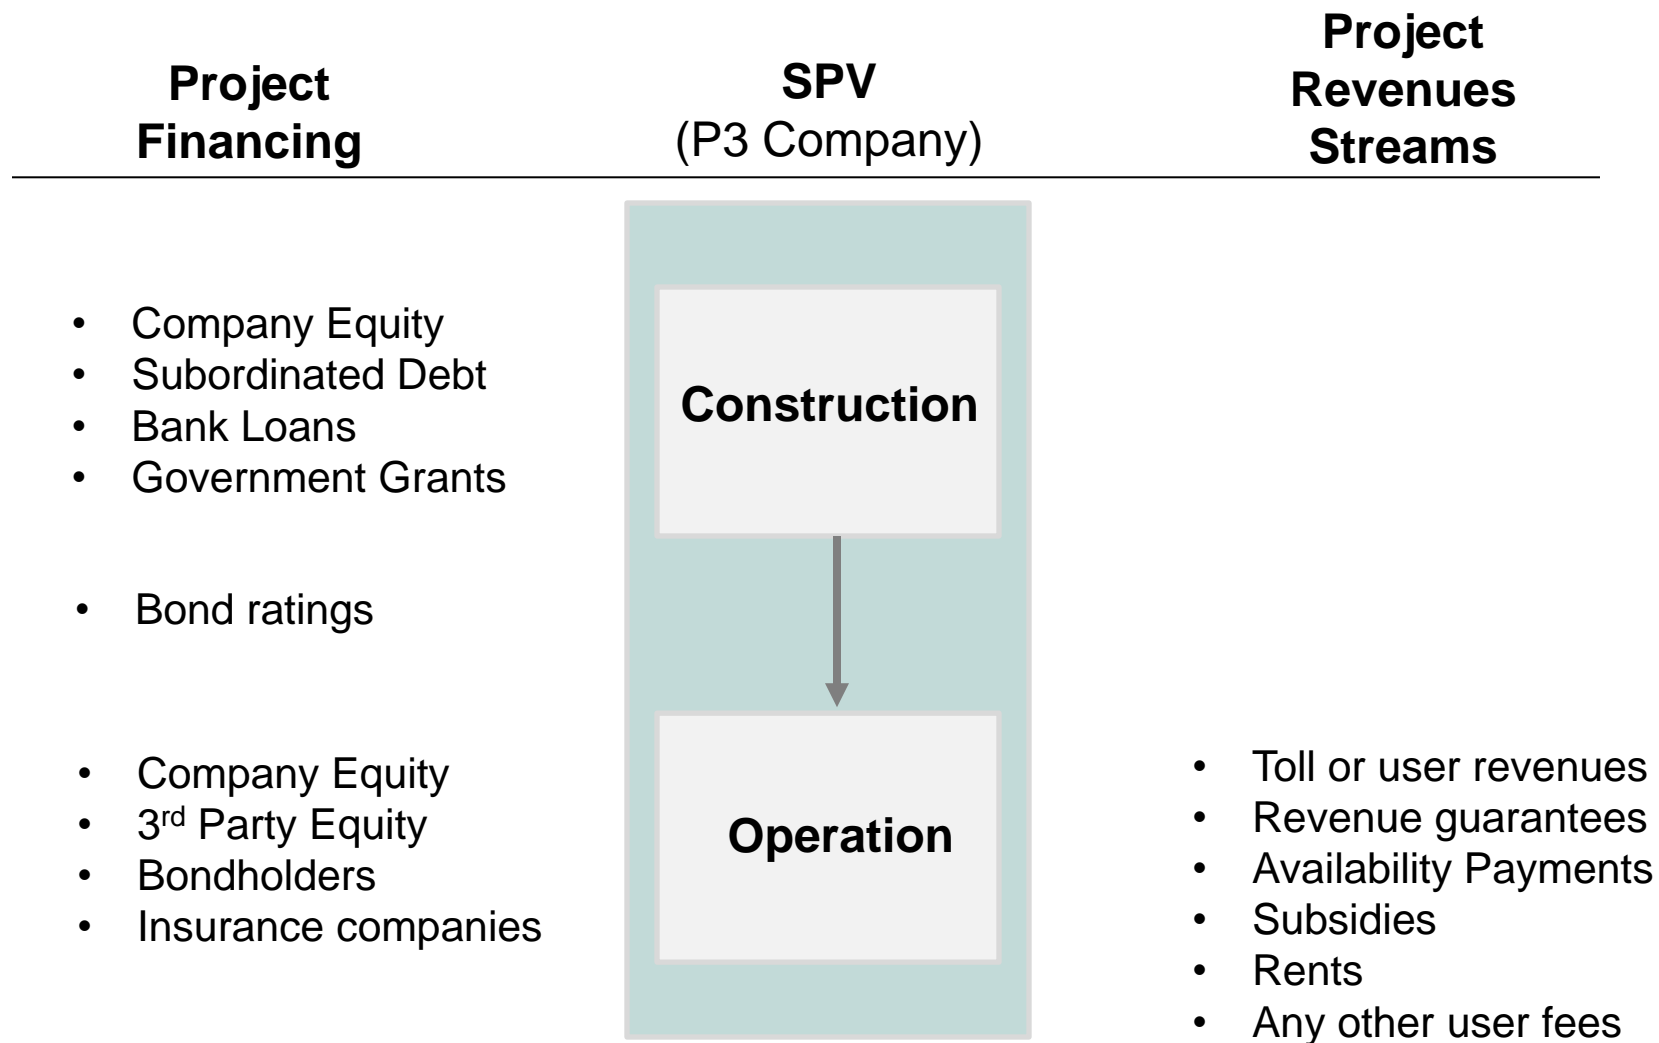 Project
Financing
SPV
(P3 Company)
Project
Revenues
Streams
• Company Equity
• Subordinated Debt
• Bank Loans
• Government Grants
Construction
• Bond ratings
• Company Equity
• 3rd Party Equity
• Bondholders
• Insurance companies
Operation
• Toll or user revenues
• Revenue guarantees
• Availability Payments
• Subsidies
• Rents
• Any other user fees